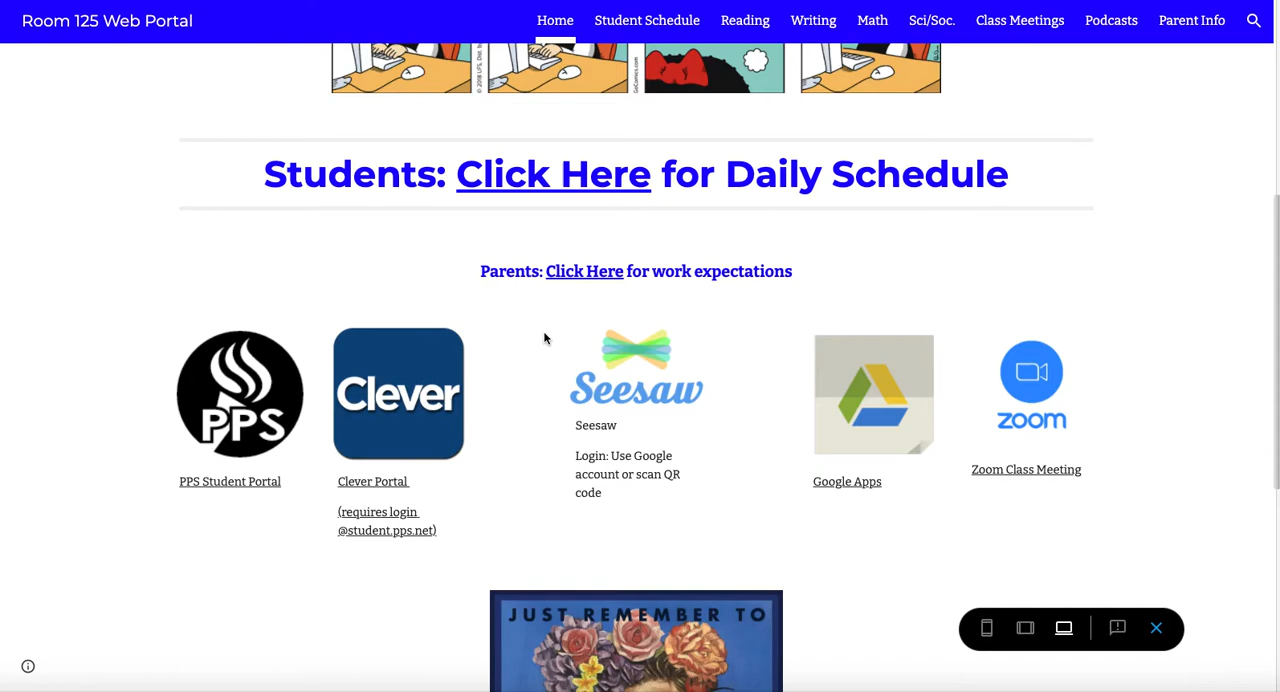 Room 125 Web Portal
Home Student Schedule Reading Writing Math Sci/Soc. Class Meetings Podcasts Parent Info
Students: Click Here for Daily Schedule
Parents: Click Here for work expectations
PPS
Clever
Seesaw
zoom
PPS Student Portal
Clever Portal
(requires login
@student.pps.net)
Seesaw
Login: Use Google
account or scan QR
code
Google Apps
Zoom Class Meeting
JUST REMEMBER TO